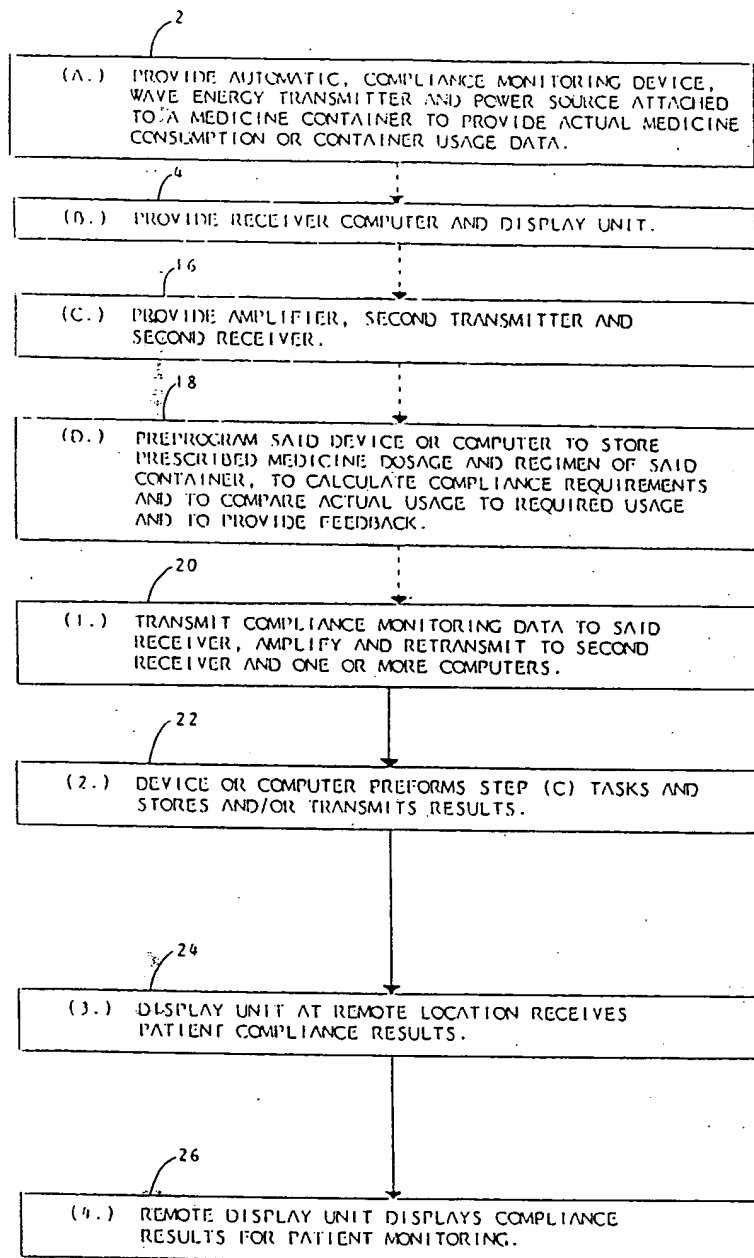 2
(A.) PROVIDE AUTOMATIC, COMPLIANCE MONITORING DEVICE,
WAVE ENERGY TRANSMITTER AND POWER SOURCE ATTACHED
TO A MEDICINE CONTAINER TO PROVIDE ACTUAL MEDICINE
CONSUMPTION OR CONTAINER USAGE DATA.
4
(B.) PROVIDE RECEIVER COMPUTER AND DISPLAY UNIT.
16
(C.) PROVIDE AMPLIFIER, SECOND TRANSMITTER AND
SECOND RECEIVER.
18
(D.) PREPROGRAM SAID DEVICE OR COMPUTER TO STORE
PRESCRIBED MEDICINE DOSAGE AND REGIMEN OF SAID
CONTAINER, TO CALCULATE COMPLIANCE REQUIREMENTS
AND TO COMPARE ACTUAL USAGE TO REQUIRED USAGE
AND TO PROVIDE FEEDBACK.
20
(1.) TRANSMIT COMPLIANCE MONITORING DATA TO SAID
RECEIVER, AMPLIFY AND RETRANSMIT TO SECOND
RECEIVER AND ONE OR MORE COMPUTERS.
22
(2.) DEVICE OR COMPUTER PREFORMS STEP (C) TASKS AND
STORES AND/OR TRANSMITS RESULTS.
24
(3.) DISPLAY UNIT AT REMOTE LOCATION RECEIVES
PATIENT COMPLIANCE RESULTS.
26
(4.) REMOTE DISPLAY UNIT DISPLAYS COMPLIANCE
RESULTS FOR PATIENT MONITORING.